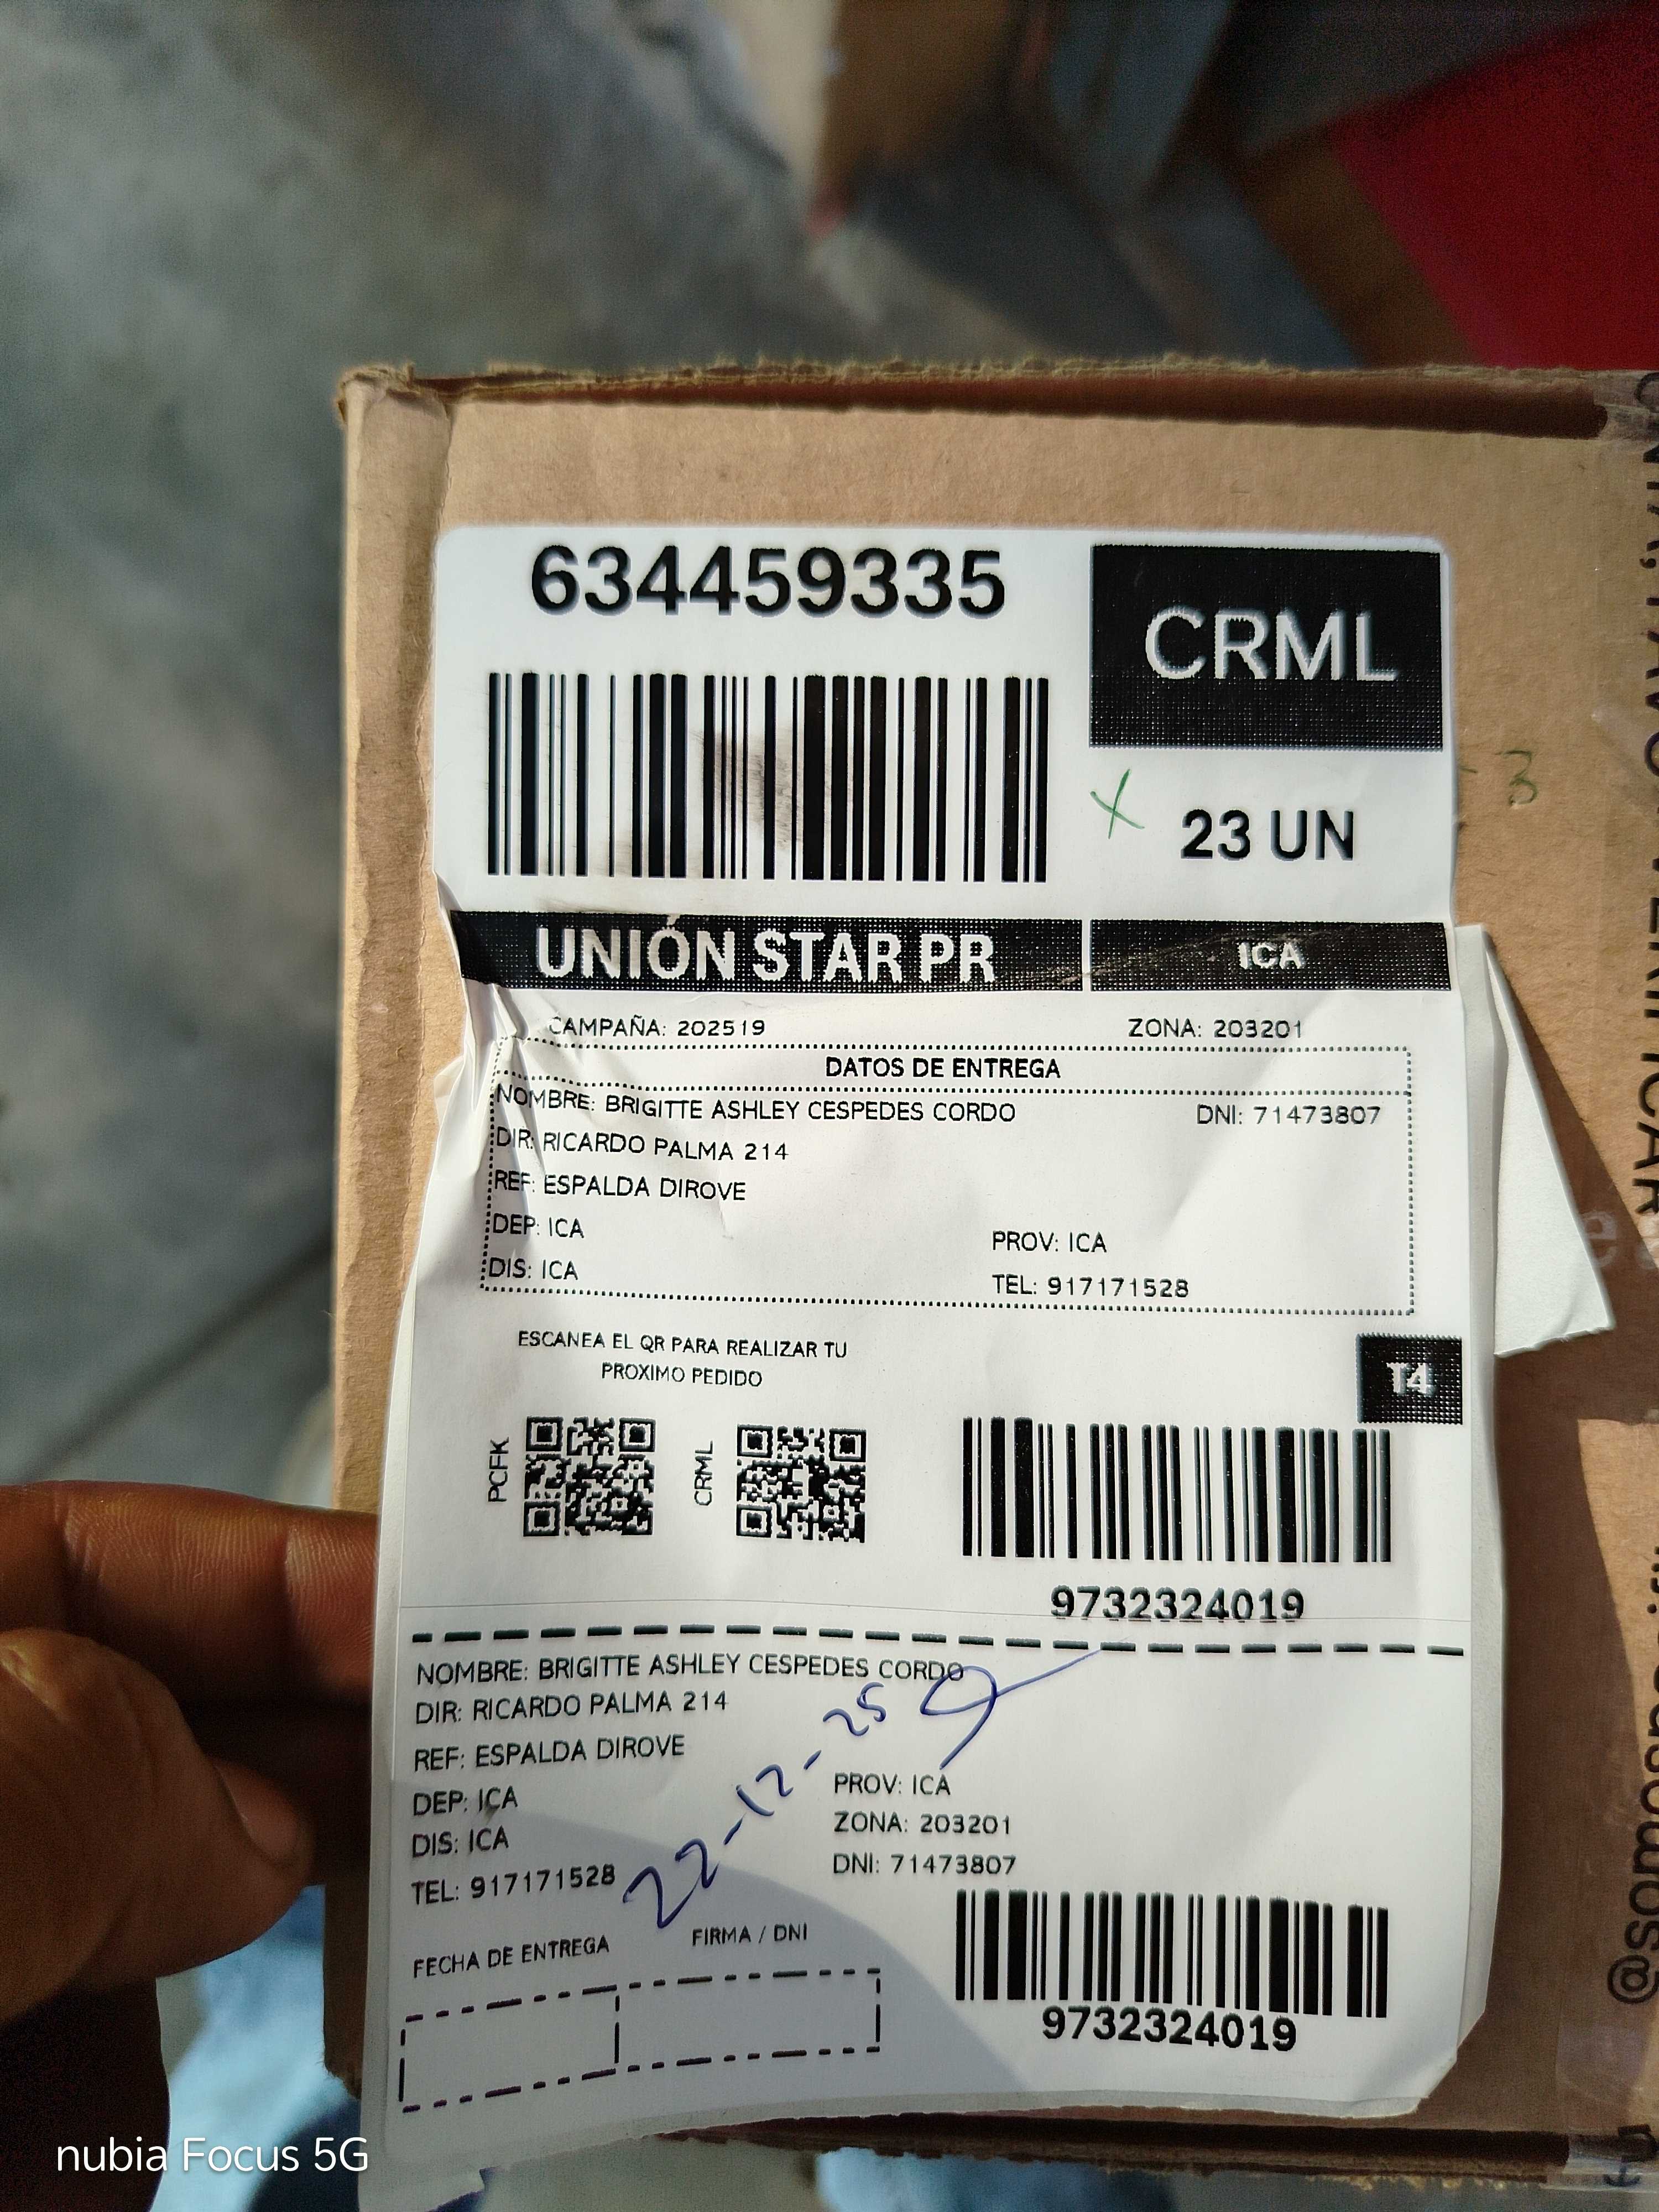 634459335
CRML
X 23 UN
3
UNIÓN STAR PR
ICA
CAMPAÑA: 202519
ZONA: 203201
DATOS DE ENTREGA
NOMBRE: BRIGITTE ASHLEY CESPEDES CORDO
DNI: 71473807
DIR: RICARDO PALMA 214
REF: ESPALDA DIROVE
DEP: ICA
PROV: ICA
DIS: ICA
TEL: 917171528
ESCANEA EL QR PARA REALIZAR TU
PROXIMO PEDIDO
T4
PCFK
CRML
9732324019
NOMBRE: BRIGITTE ASHLEY CESPEDES CORDO
DIR: RICARDO PALMA 214
REF: ESPALDA DIROVE
22-12-25
DEP: ICA
PROV: ICA
DIS: ICA
ZONA: 203201
TEL: 917171528
DNI: 71473807
FECHA DE ENTREGA
FIRMA / DNI
9732324019
nubia Focus 5G